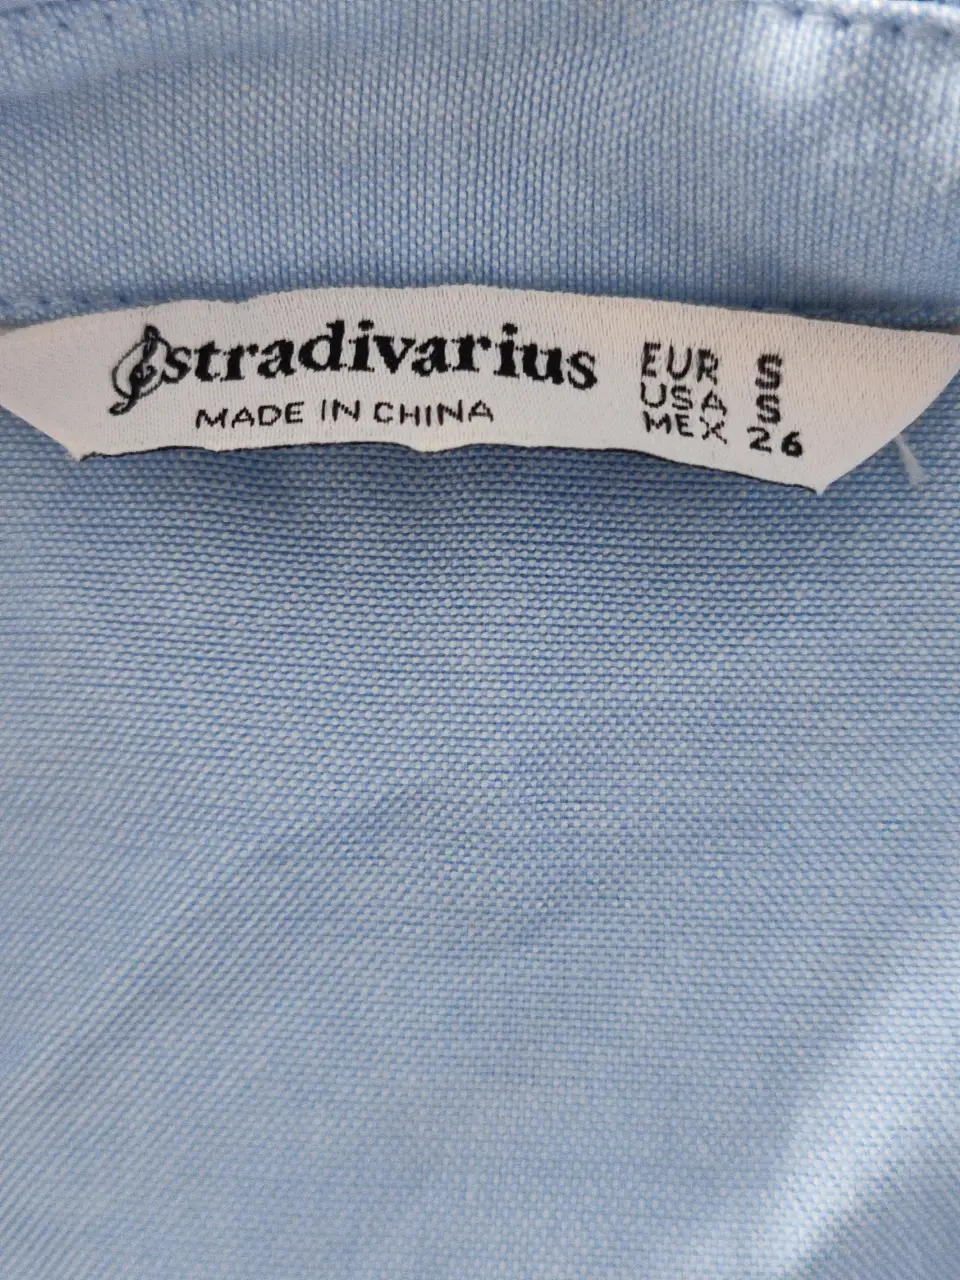 stradivarius
MADE IN CHINA
EUR S
USA S
MEX 26